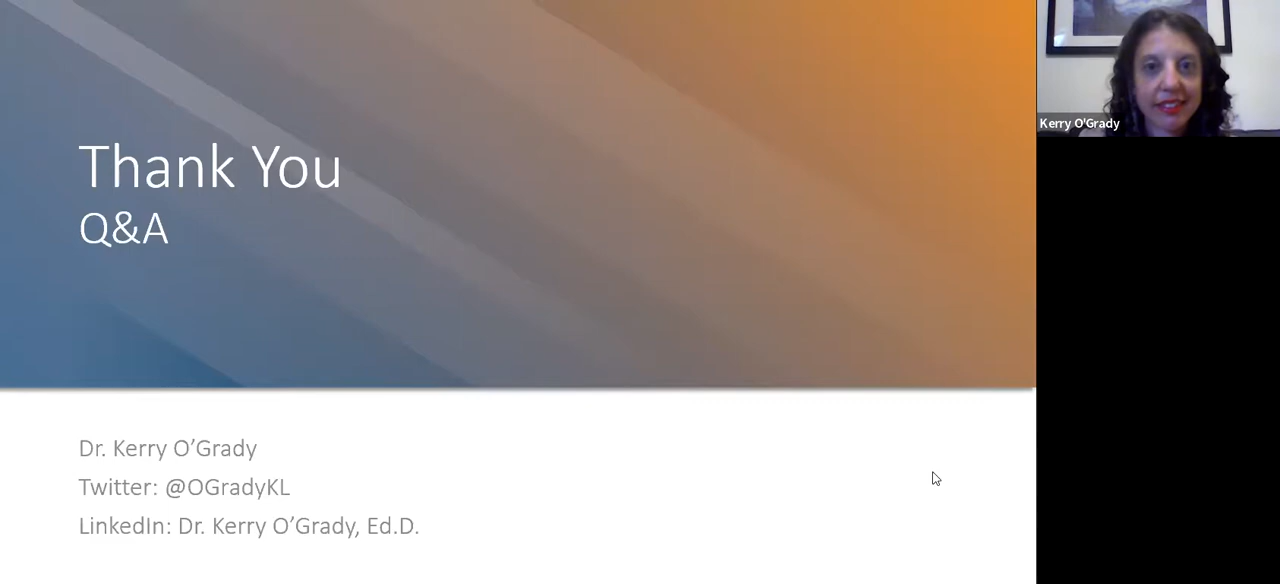 Thank You
Q&A
Dr. Kerry O’Grady
Twitter: @OGradyKL
LinkedIn: Dr. Kerry O’Grady, Ed.D.
Kerry O'Grady